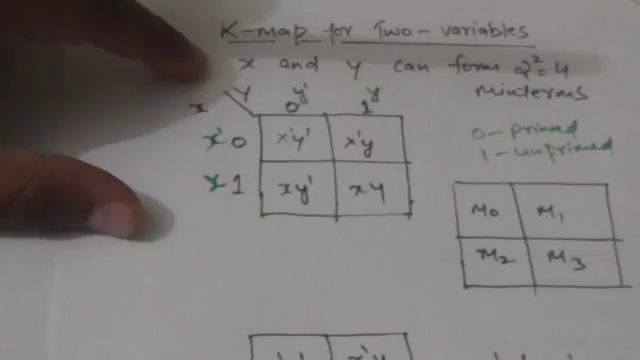 K-map for Two-variables
x and y can form 2²=4
minterms
y y' y
x 0 1
x' 0 x'y' x'y
x 1 xy' xy
0-primed
1-unprimed
M0 M1
M2 M3
x'y